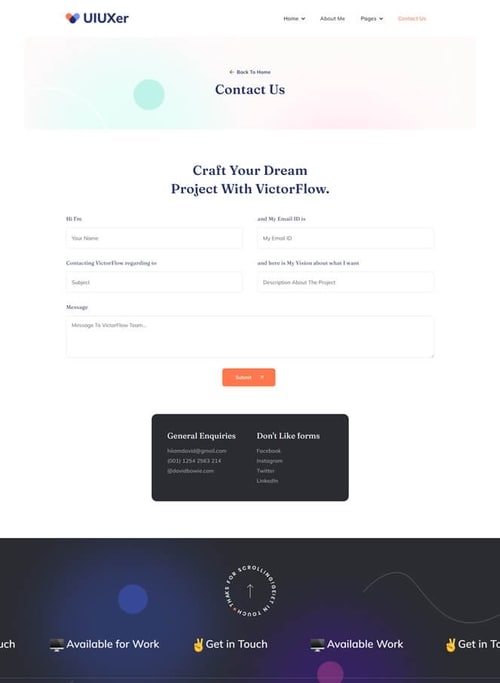 UIUXer
Home About Me Pages Contact Us
Back To Home
Contact Us
Craft Your Dream
Project With VictorFlow.
Hi I'm and My Email ID is
Your Name My Email ID
Contacting VictorFlow regarding to and here is My Vision about what I want
Subject Description About The Project
Message
Message To VictorFlow Team...
Submit
General Enquiries Don't Like forms
hiiamdavid@gmail.com Facebook
(001) 1254 2563 214 Instagram
@davidbowie.com Twitter
LinkedIn
THNKS FOR SCROLLING!GET IN TOUCH
uch Available for Work Get in Touch Available Work Get in To